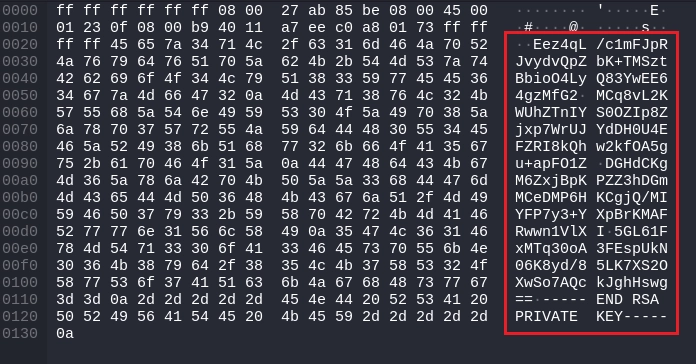 0000 ff ff ff ff ff ff 08 00 27 ab 85 be 08 00 45 00 ········ '·····E·
0010 01 23 0f 08 00 b9 40 11 a7 ee c0 a8 01 73 ff ff ·#····@· ·····s··
0020 ff ff 45 65 7a 34 71 4c 2f 63 31 6d 46 4a 70 52 ··Eez4qL /c1mFJpR
0030 4a 76 79 64 76 51 70 5a 62 4b 2b 54 4d 53 7a 74 JvydvQpZ bK+TMSzt
0040 42 62 69 6f 4f 34 4c 79 51 38 33 59 77 45 45 36 BbioO4Ly Q83YwEE6
0050 34 67 7a 4d 66 47 32 0a 4d 43 71 38 76 4c 32 4b 4gzMfG2· MCq8vL2K
0060 57 55 68 5a 54 6e 49 59 53 30 4f 5a 49 70 38 5a WUhZTnIY S0OZIp8Z
0070 6a 78 70 37 57 72 55 4a 59 64 44 48 30 55 34 45 jxp7WrUJ YdDH0U4E
0080 46 5a 52 49 38 6b 51 68 77 32 6b 66 4f 41 35 67 FZRI8kQh w2kfOA5g
0090 75 2b 61 70 46 4f 31 5a 0a 44 47 48 64 43 4b 67 u+apFO1Z ·DGHdCKg
00a0 4d 36 5a 78 6a 42 70 4b 50 5a 5a 33 68 44 47 6d M6ZxjBpK PZZ3hDGm
00b0 4d 43 65 44 4d 50 36 48 4b 43 67 6a 51 2f 4d 49 MCeDMP6H KCgjQ/MI
00c0 59 46 50 37 79 33 2b 59 58 70 42 72 4b 4d 41 46 YFP7y3+Y XpBrKMAF
00d0 52 77 77 6e 31 56 6c 58 49 0a 35 47 4c 36 31 46 Rwwn1VlX I·5GL61F
00e0 78 4d 54 71 33 30 6f 41 33 46 45 73 70 55 6b 4e xMTq30oA 3FEspUkN
00f0 30 36 4b 38 79 64 2f 38 35 4c 4b 37 58 53 32 4f 06K8yd/8 5LK7XS2O
0100 58 77 53 6f 37 41 51 63 6b 4a 67 68 48 73 77 67 XwSo7AQc kJghHswg
0110 3d 3d 0a 2d 2d 2d 2d 2d 45 4e 44 20 52 53 41 20 ==·----- END RSA
0120 50 52 49 56 41 54 45 20 4b 45 59 2d 2d 2d 2d 2d PRIVATE KEY-----
0130 0a